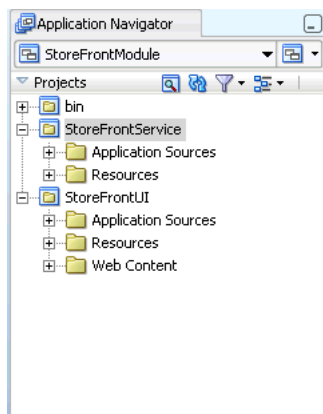 Application Navigator
StoreFrontModule
Projects
bin
StoreFrontService
Application Sources
Resources
StoreFrontUI
Application Sources
Resources
Web Content